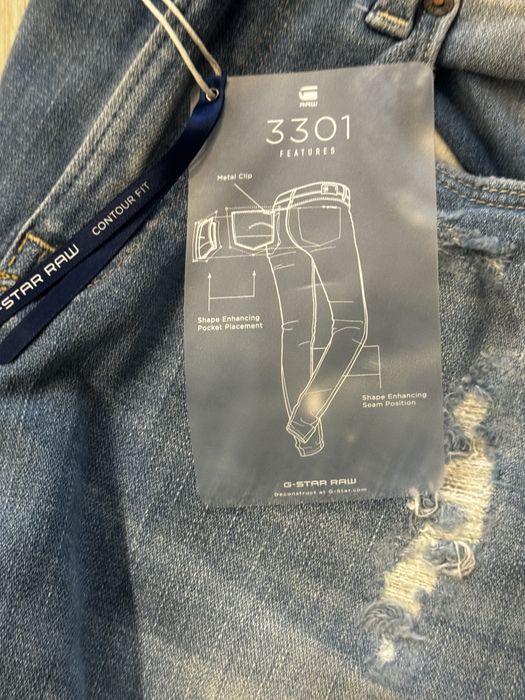 RAW
3301
FEATURES
Metal Clip
Shape Enhancing
Pocket Placement
Shape Enhancing
Seam Position
G-STAR RAW
Deconstruct at G-Star.com
-STAR RAW CONTOUR FIT